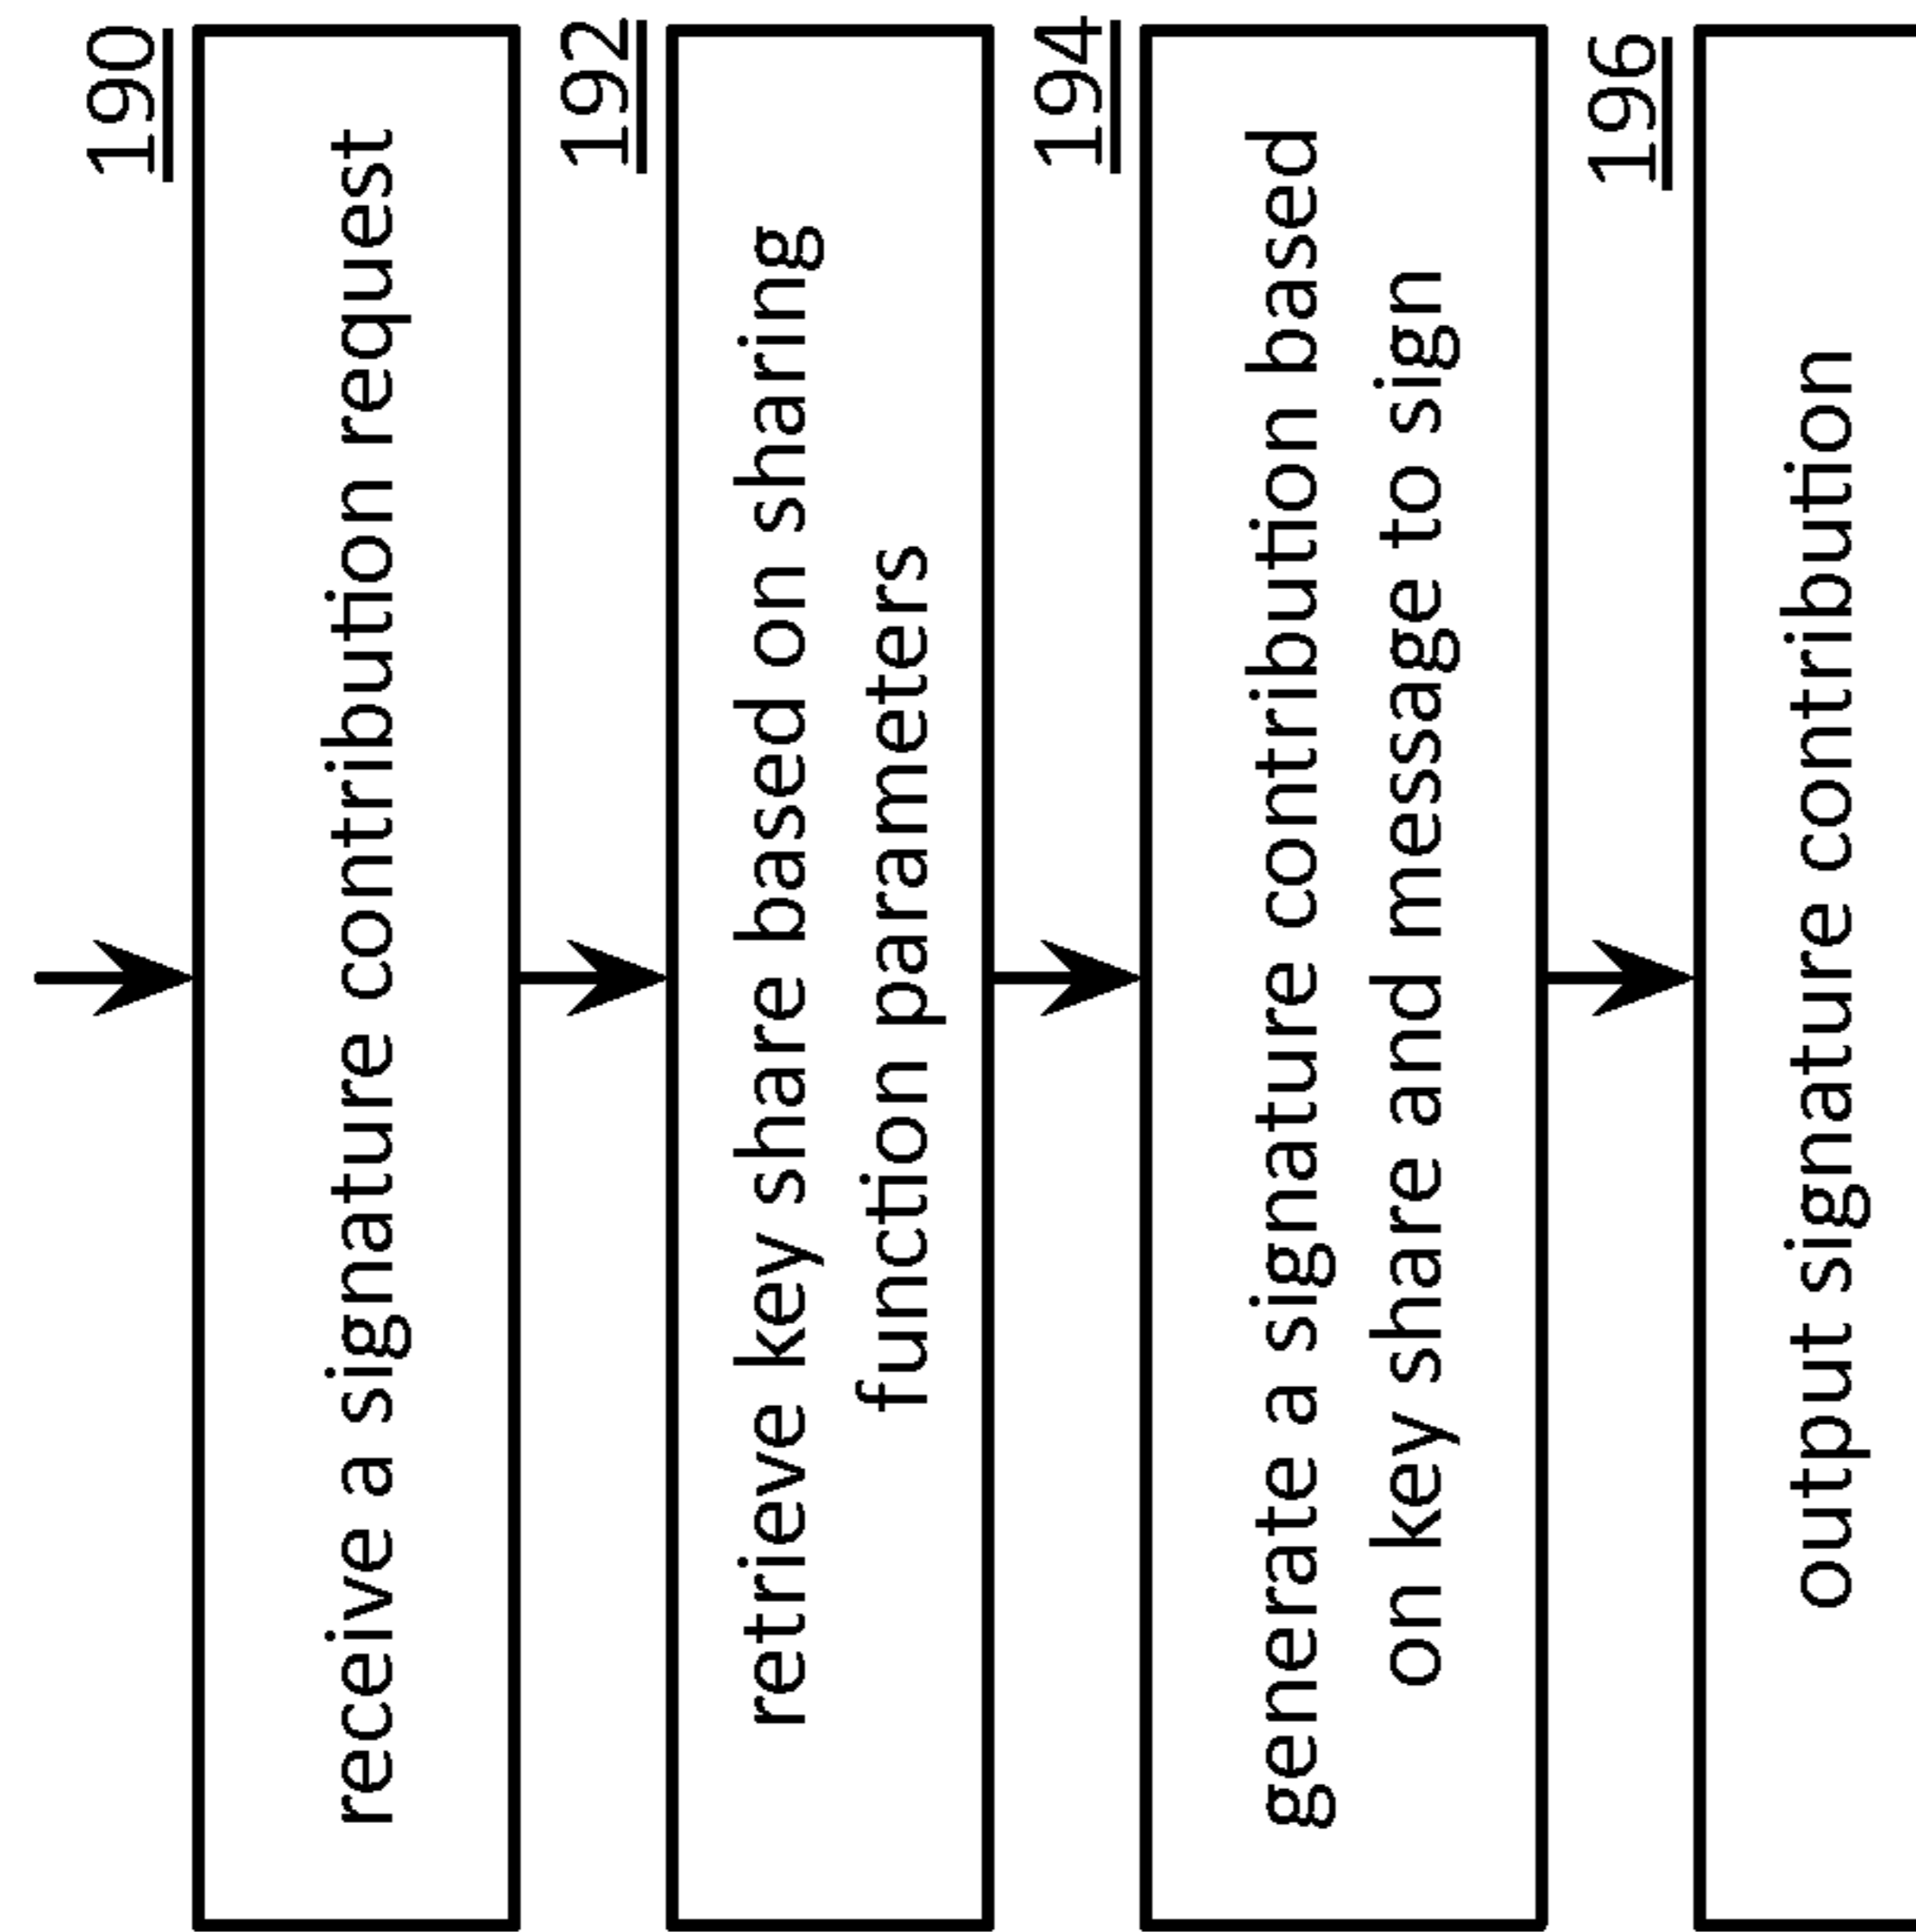 190
receive a signature contribution request
192
retrieve key share based on sharing
function parameters
194
generate a signature contribution based
on key share and message to sign
196
output signature contribution